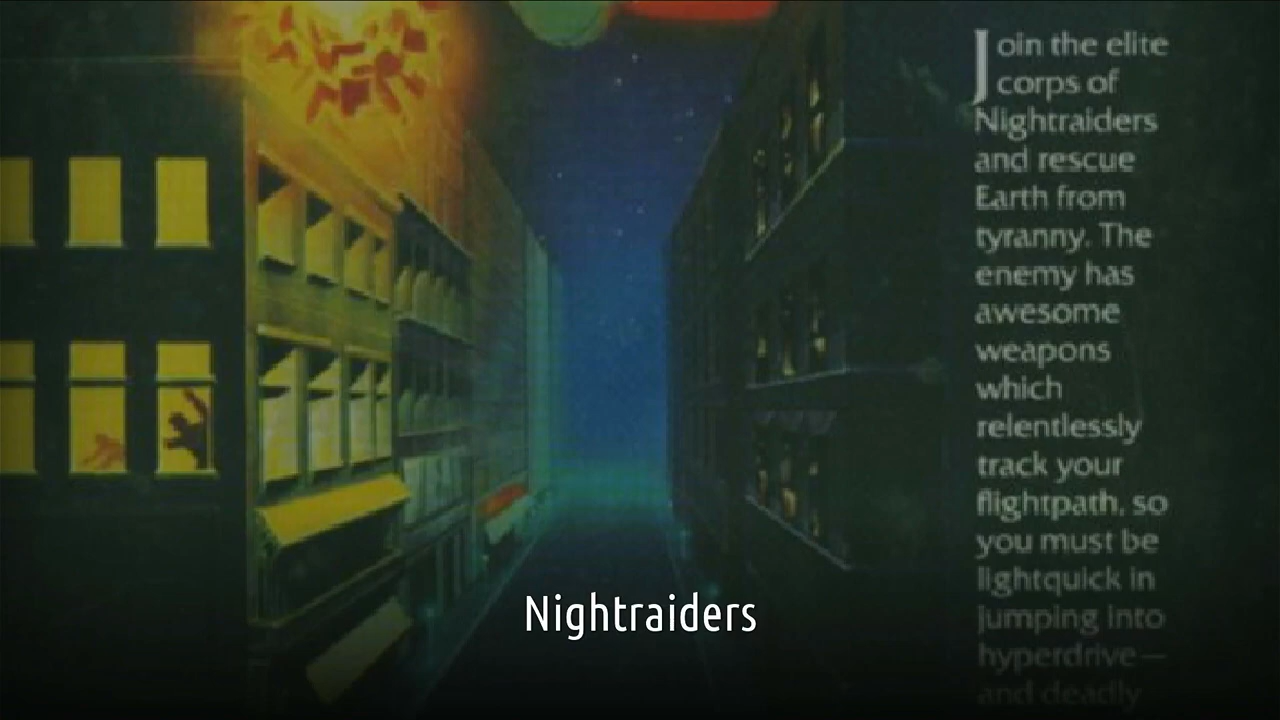 Join the elite
corps of
Nightraiders
and rescue
Earth from
tyranny. The
enemy has
awesome
weapons
which
relentlessly
track your
flightpath, so
you must be
lightquick in
jumping into
hyperdrive—
and deadly
Nightraiders